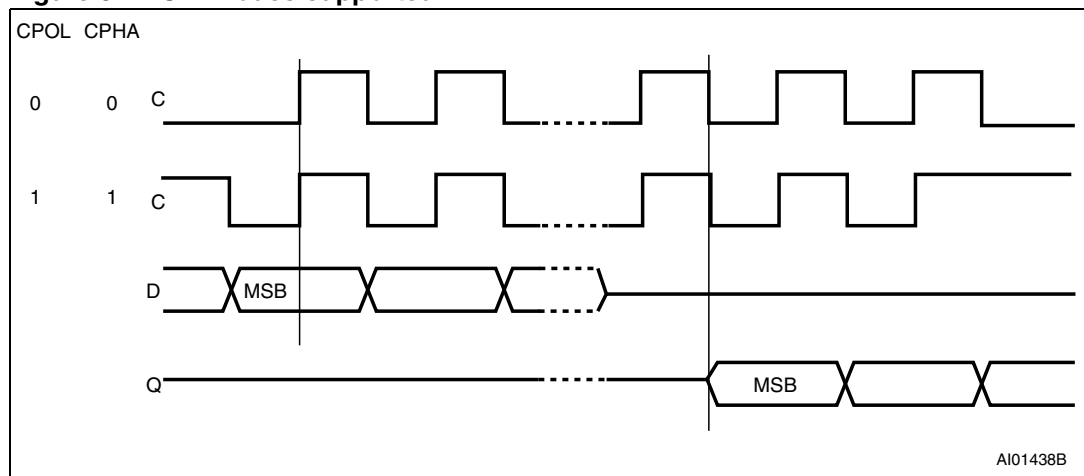 CPOL CPHA
0 0 C
1 1 C
D MSB
Q MSB
AI01438B